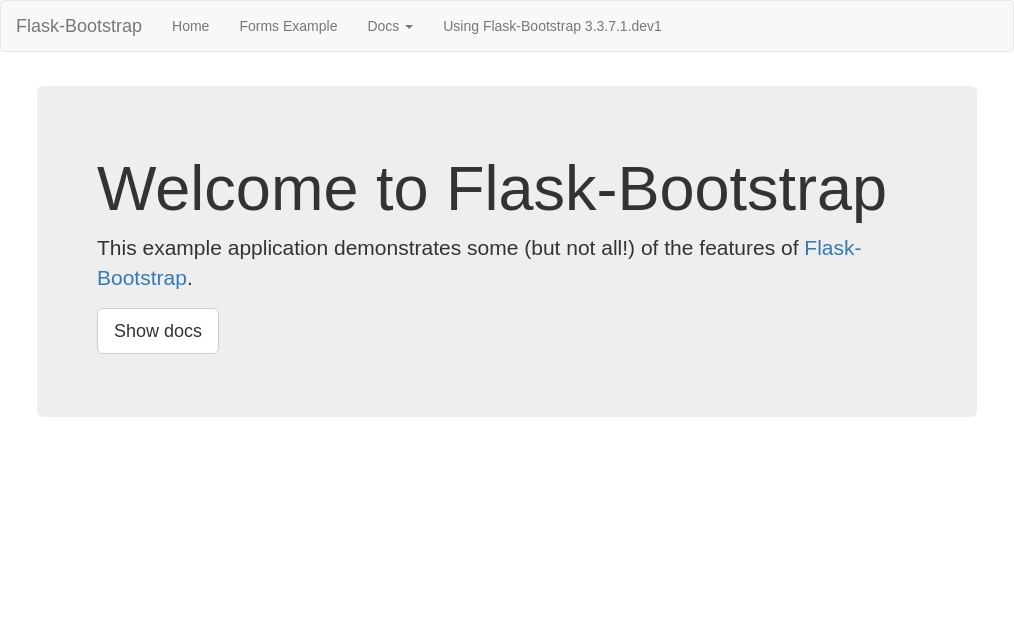 Flask-Bootstrap Home Forms Example Docs Using Flask-Bootstrap 3.3.7.1.dev1
Welcome to Flask-Bootstrap
This example application demonstrates some (but not all!) of the features of Flask-
Bootstrap.
Show docs